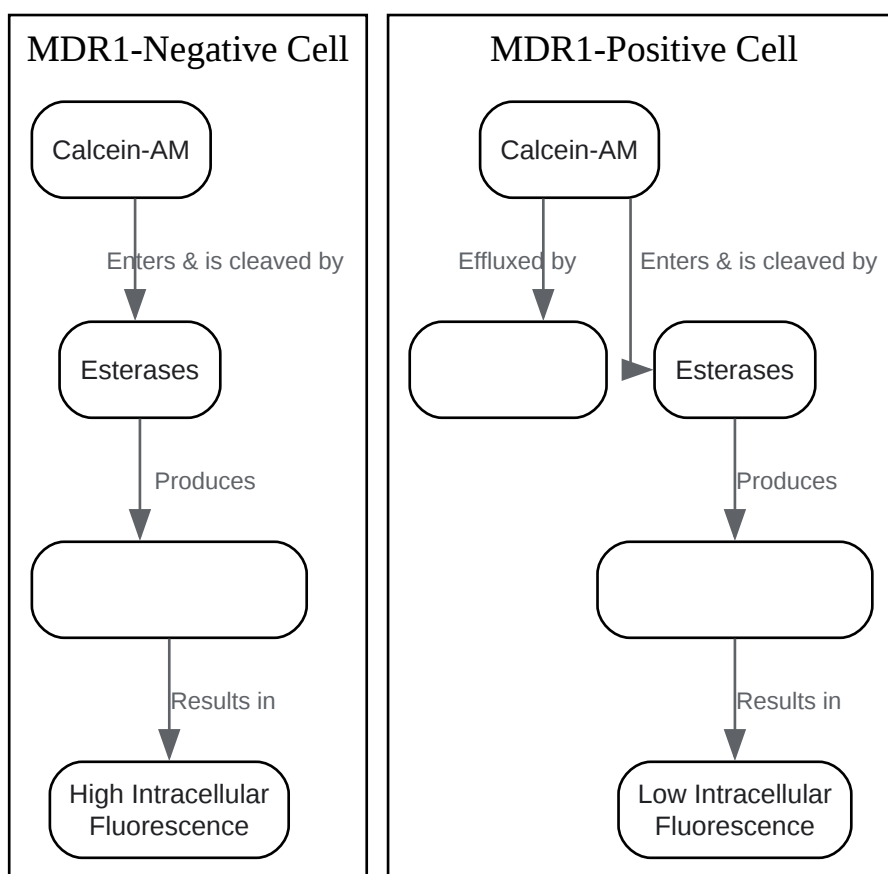 MDR1-Negative Cell
Calcein-AM
Enters & is cleaved by
Esterases
Produces
Results in
High Intracellular
Fluorescence
MDR1-Positive Cell
Calcein-AM
Effluxed by
Enters & is cleaved by
Esterases
Produces
Results in
Low Intracellular
Fluorescence